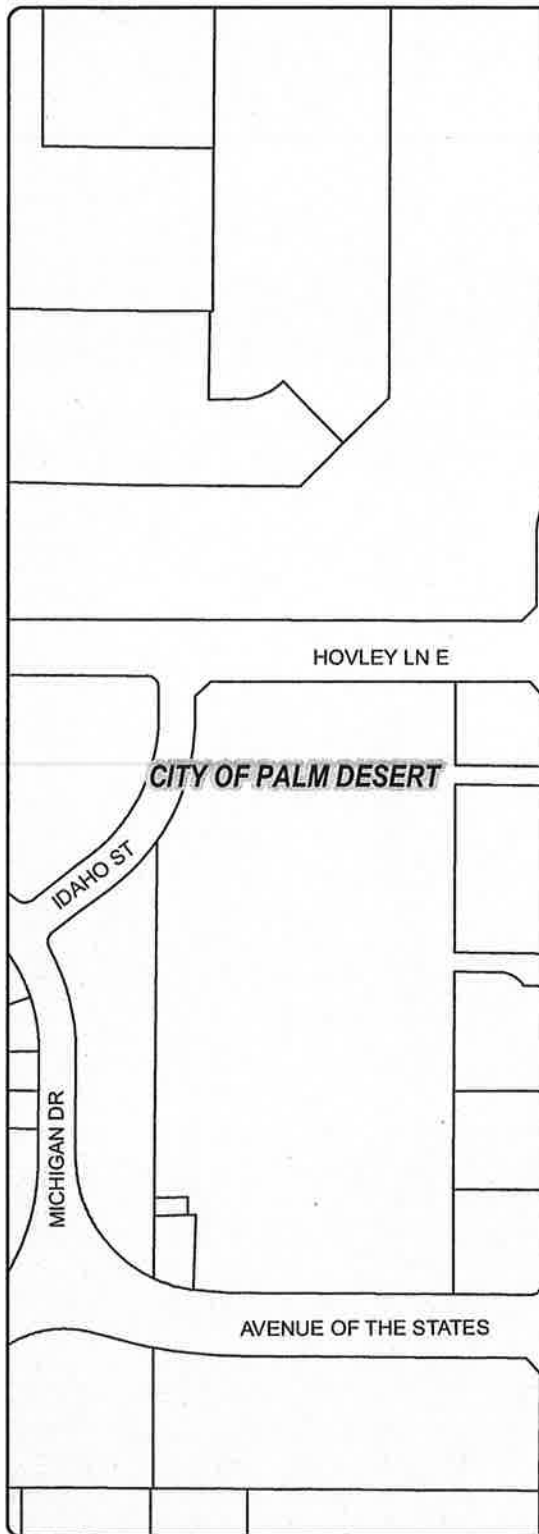 HOVLEY LN E
CITY OF PALM DESERT
IDAHO ST
MICHIGAN DR
AVENUE OF THE STATES